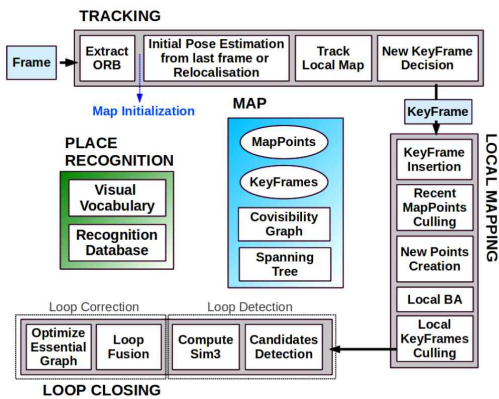 TRACKING
Frame
Extract
ORB
Initial Pose Estimation
from last frame or
Relocalisation
Track
Local Map
New KeyFrame
Decision
Map Initialization
KeyFrame
MAP
MapPoints
KeyFrames
Covisibility
Graph
Spanning
Tree
PLACE
RECOGNITION
Visual
Vocabulary
Recognition
Database
LOCAL MAPPING
KeyFrame
Insertion
Recent
MapPoints
Culling
New Points
Creation
Local BA
Local
KeyFrames
Culling
Loop Correction
Loop Detection
Optimize
Essential
Graph
Loop
Fusion
Compute
Sim3
Candidates
Detection
LOOP CLOSING